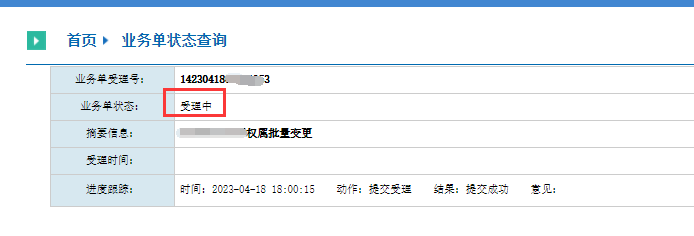 首页 业务单状态查询
业务单受理号： 14230418
业务单状态： 受理中
摘要信息： 权属批量变更
受理时间：
进度跟踪： 时间：2023-04-18 18:00:15 动作：提交受理 结果：提交成功 意见：